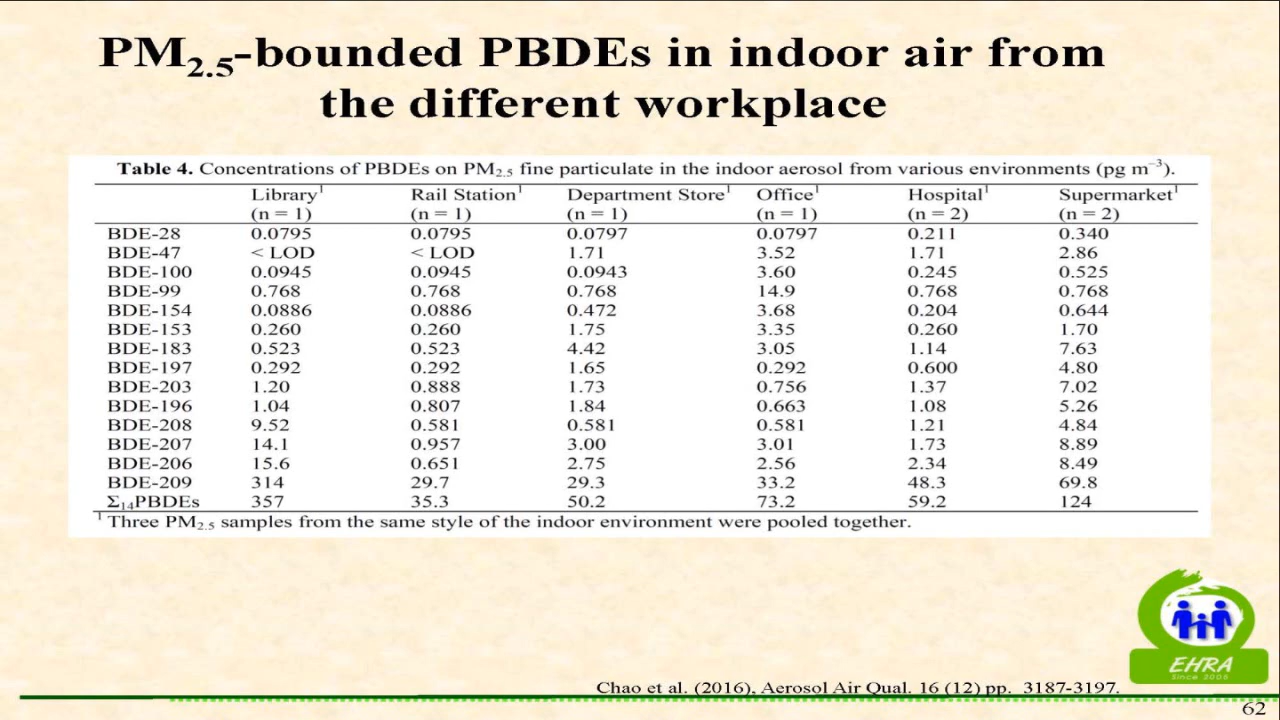 PM2.5-bounded PBDEs in indoor air from
the different workplace
Table 4. Concentrations of PBDEs on PM2.5 fine particulate in the indoor aerosol from various environments (pg m–3).
Library1 Rail Station1 Department Store1 Office1 Hospital1 Supermarket1
(n = 1) (n = 1) (n = 1) (n = 1) (n = 2) (n = 2)
BDE-28 0.0795 0.0795 0.0797 0.0797 0.211 0.340
BDE-47 < LOD < LOD 1.71 3.52 1.71 2.86
BDE-100 0.0945 0.0945 0.0943 3.60 0.245 0.525
BDE-99 0.768 0.768 0.768 14.9 0.768 0.768
BDE-154 0.0886 0.0886 0.472 3.68 0.204 0.644
BDE-153 0.260 0.260 1.75 3.35 0.260 1.70
BDE-183 0.523 0.523 4.42 3.05 1.14 7.63
BDE-197 0.292 0.292 1.65 0.292 0.600 4.80
BDE-203 1.20 0.888 1.73 0.756 1.37 7.02
BDE-196 1.04 0.807 1.84 0.663 1.08 5.26
BDE-208 9.52 0.581 0.581 0.581 1.21 4.84
BDE-207 14.1 0.957 3.00 3.01 1.73 8.89
BDE-206 15.6 0.651 2.75 2.56 2.34 8.49
BDE-209 314 29.7 29.3 33.2 48.3 69.8
Σ14PBDEs 357 35.3 50.2 73.2 59.2 124
1 Three PM2.5 samples from the same style of the indoor environment were pooled together.
EHRA
Since 2005
Chao et al. (2016), Aerosol Air Qual. 16 (12) pp. 3187-3197.
62